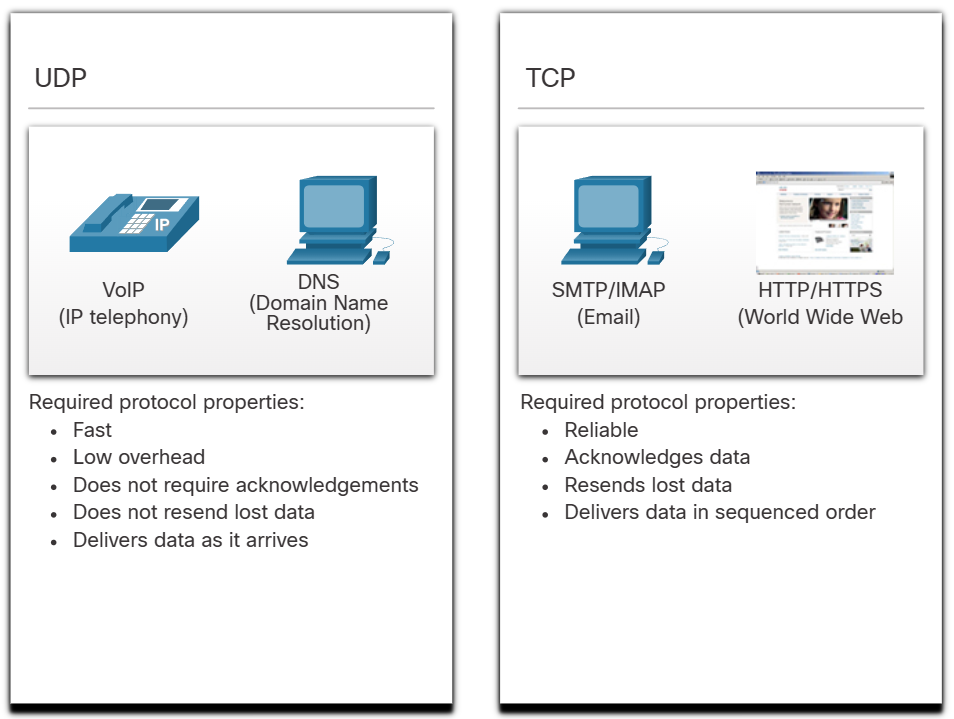 UDP
IP
VoIP
(IP telephony)
DNS
(Domain Name
Resolution)
Required protocol properties:
• Fast
• Low overhead
• Does not require acknowledgements
• Does not resend lost data
• Delivers data as it arrives
TCP
SMTP/IMAP
(Email)
HTTP/HTTPS
(World Wide Web
Required protocol properties:
• Reliable
• Acknowledges data
• Resends lost data
• Delivers data in sequenced order